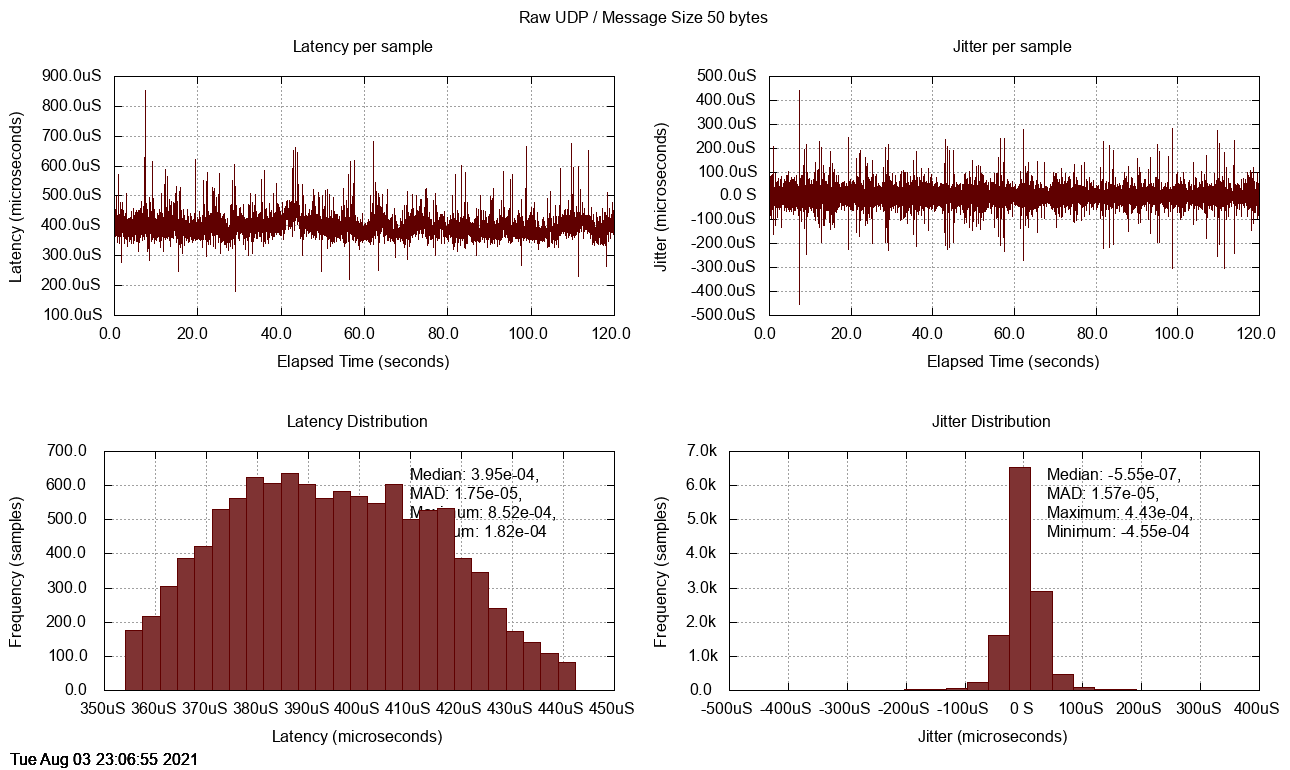 Raw UDP / Message Size 50 bytes
Latency per sample
900.0uS
800.0uS
700.0uS
600.0uS
500.0uS
400.0uS
300.0uS
200.0uS
100.0uS
Latency (microseconds)
0.0 20.0 40.0 60.0 80.0 100.0 120.0
Elapsed Time (seconds)
Jitter per sample
500.0uS
400.0uS
300.0uS
200.0uS
100.0uS
0.0 S
-100.0uS
-200.0uS
-300.0uS
-400.0uS
-500.0uS
Jitter (microseconds)
0.0 20.0 40.0 60.0 80.0 100.0 120.0
Elapsed Time (seconds)
Latency Distribution
700.0
600.0
500.0
400.0
300.0
200.0
100.0
0.0
Frequency (samples)
Median: 3.95e-04,
MAD: 1.75e-05,
8.52e-04,
1.82e-04
350uS 360uS 370uS 380uS 390uS 400uS 410uS 420uS 430uS 440uS 450uS
Latency (microseconds)
Jitter Distribution
7.0k
6.0k
5.0k
4.0k
3.0k
2.0k
1.0k
0.0
Frequency (samples)
Median: -5.55e-07,
MAD: 1.57e-05,
Maximum: 4.43e-04,
Minimum: -4.55e-04
-500uS -400uS -300uS -200uS -100uS 0 S 100uS 200uS 300uS 400uS
Jitter (microseconds)
Tue Aug 03 23:06:55 2021